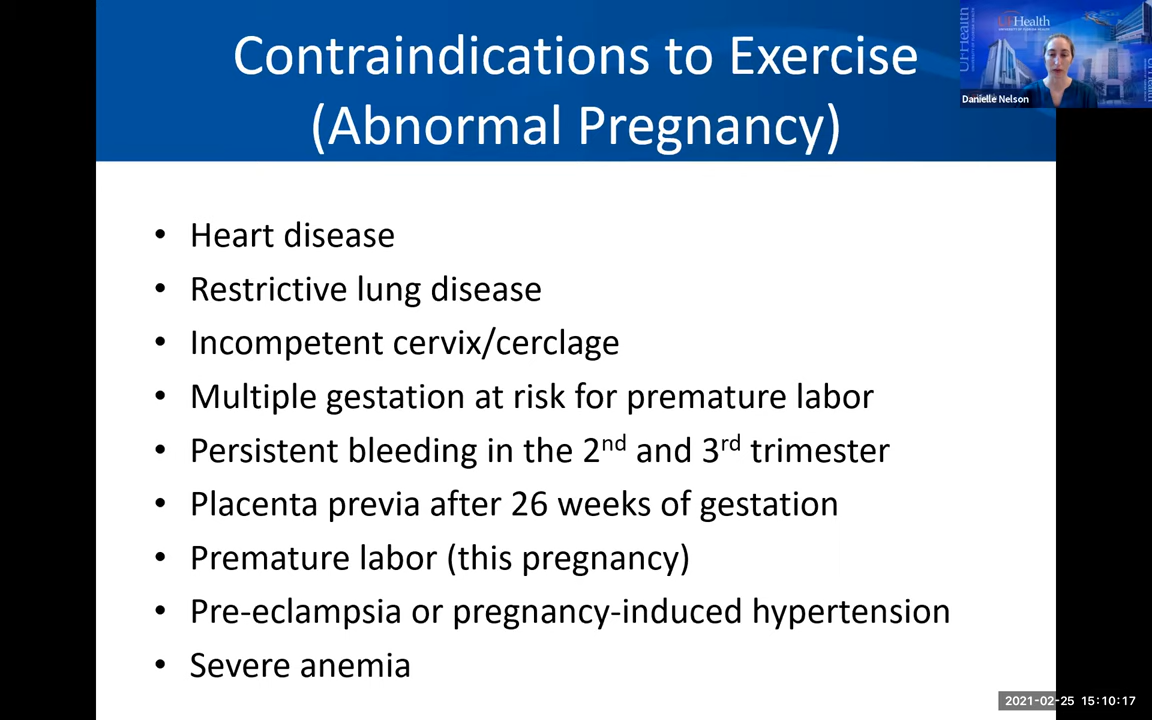 Contraindications to Exercise
(Abnormal Pregnancy)
UFHealth
UFHealth
Danielle Nelson
• Heart disease
• Restrictive lung disease
• Incompetent cervix/cerclage
• Multiple gestation at risk for premature labor
• Persistent bleeding in the 2nd and 3rd trimester
• Placenta previa after 26 weeks of gestation
• Premature labor (this pregnancy)
• Pre-eclampsia or pregnancy-induced hypertension
• Severe anemia
2021-02-25 15:10:17